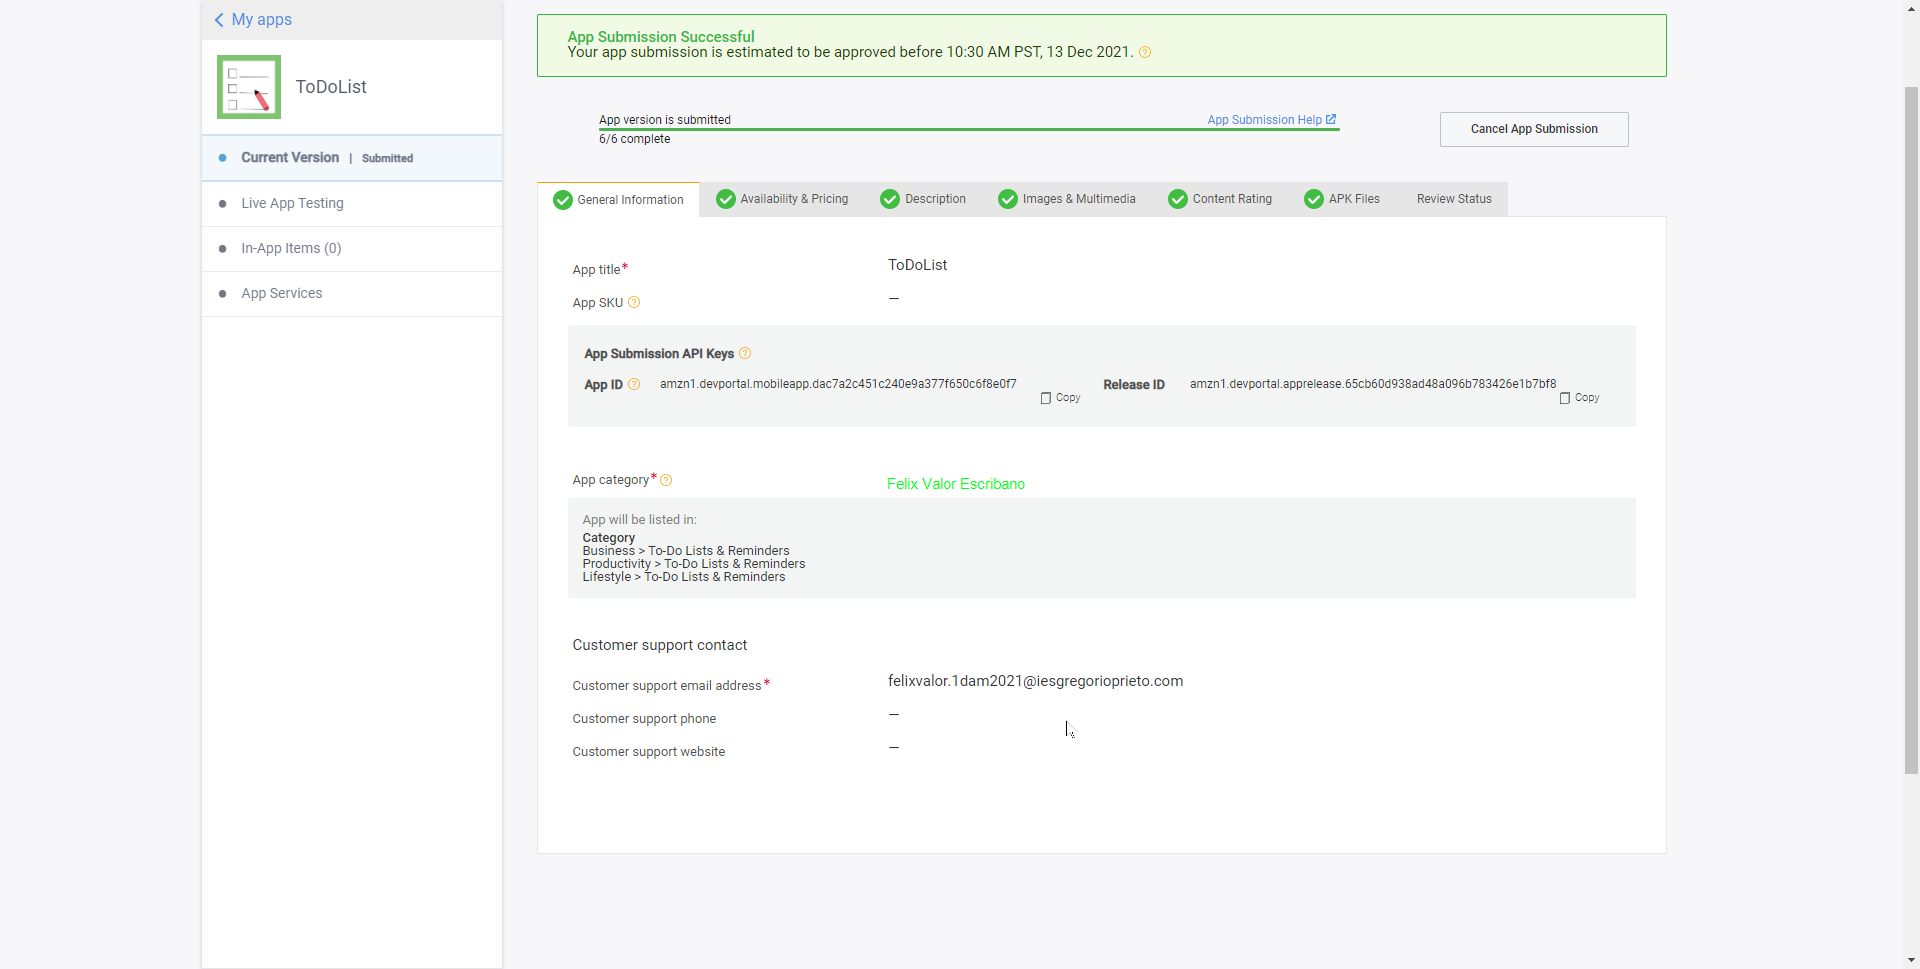 My apps
ToDoList
Current Version | Submitted
Live App Testing
In-App Items (0)
App Services
App Submission Successful
Your app submission is estimated to be approved before 10:30 AM PST, 13 Dec 2021.
App version is submitted
App Submission Help
6/6 complete
Cancel App Submission
General Information
Availability & Pricing
Description
Images & Multimedia
Content Rating
APK Files
Review Status
App title* ToDoList
App SKU —
App Submission API Keys
App ID amzn1.devportal.mobileapp.dac7a2c451c240e9a377f650c6f8e0f7 Copy
Release ID amzn1.devportal.apprelease.65cb60d938ad48a096b783426e1b7bf8 Copy
App category* Felix Valor Escribano
App will be listed in:
Category
Business > To-Do Lists & Reminders
Productivity > To-Do Lists & Reminders
Lifestyle > To-Do Lists & Reminders
Customer support contact
Customer support email address* felixvalor.1dam2021@iesgregorioprieto.com
Customer support phone —
Customer support website —